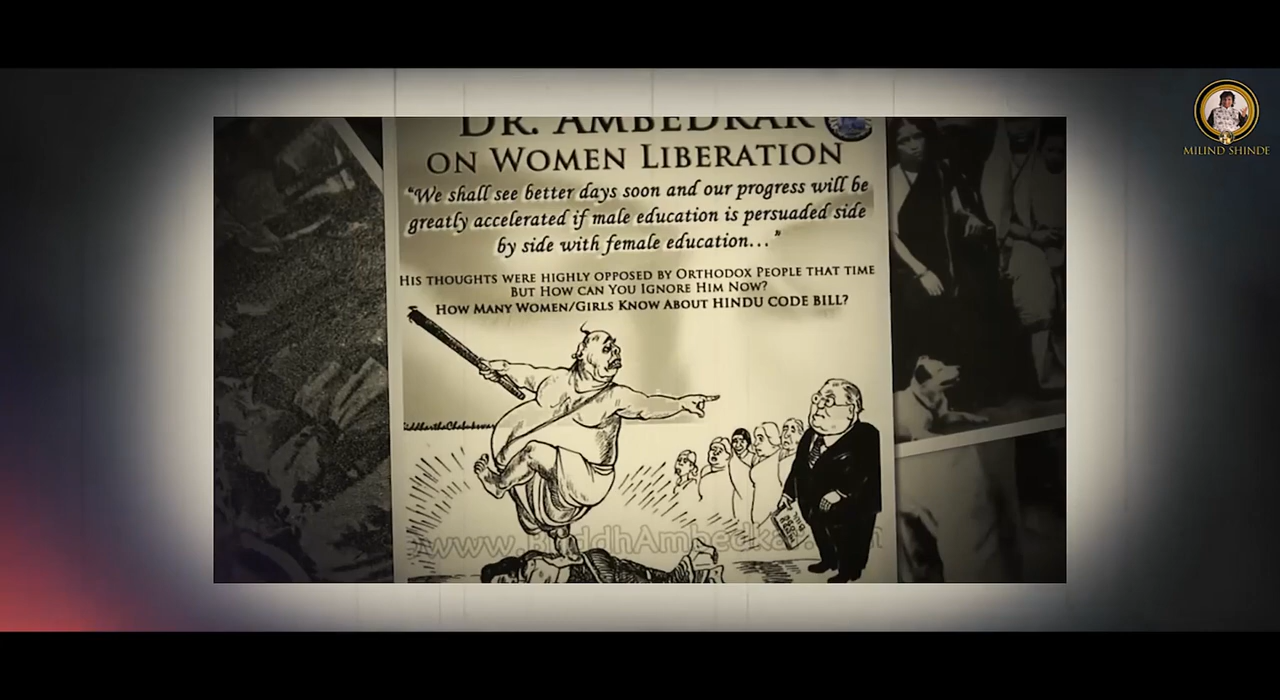 DR. AMBEDKAR
ON WOMEN LIBERATION
"We shall see better days soon and our progress will be
greatly accelerated if male education is persuaded side
by side with female education..."
HIS THOUGHTS WERE HIGHLY OPPOSED BY ORTHODOX PEOPLE THAT TIME
BUT HOW CAN YOU IGNORE HIM NOW?
HOW MANY WOMEN/GIRLS KNOW ABOUT HINDU CODE BILL?
MILIND SHINDE